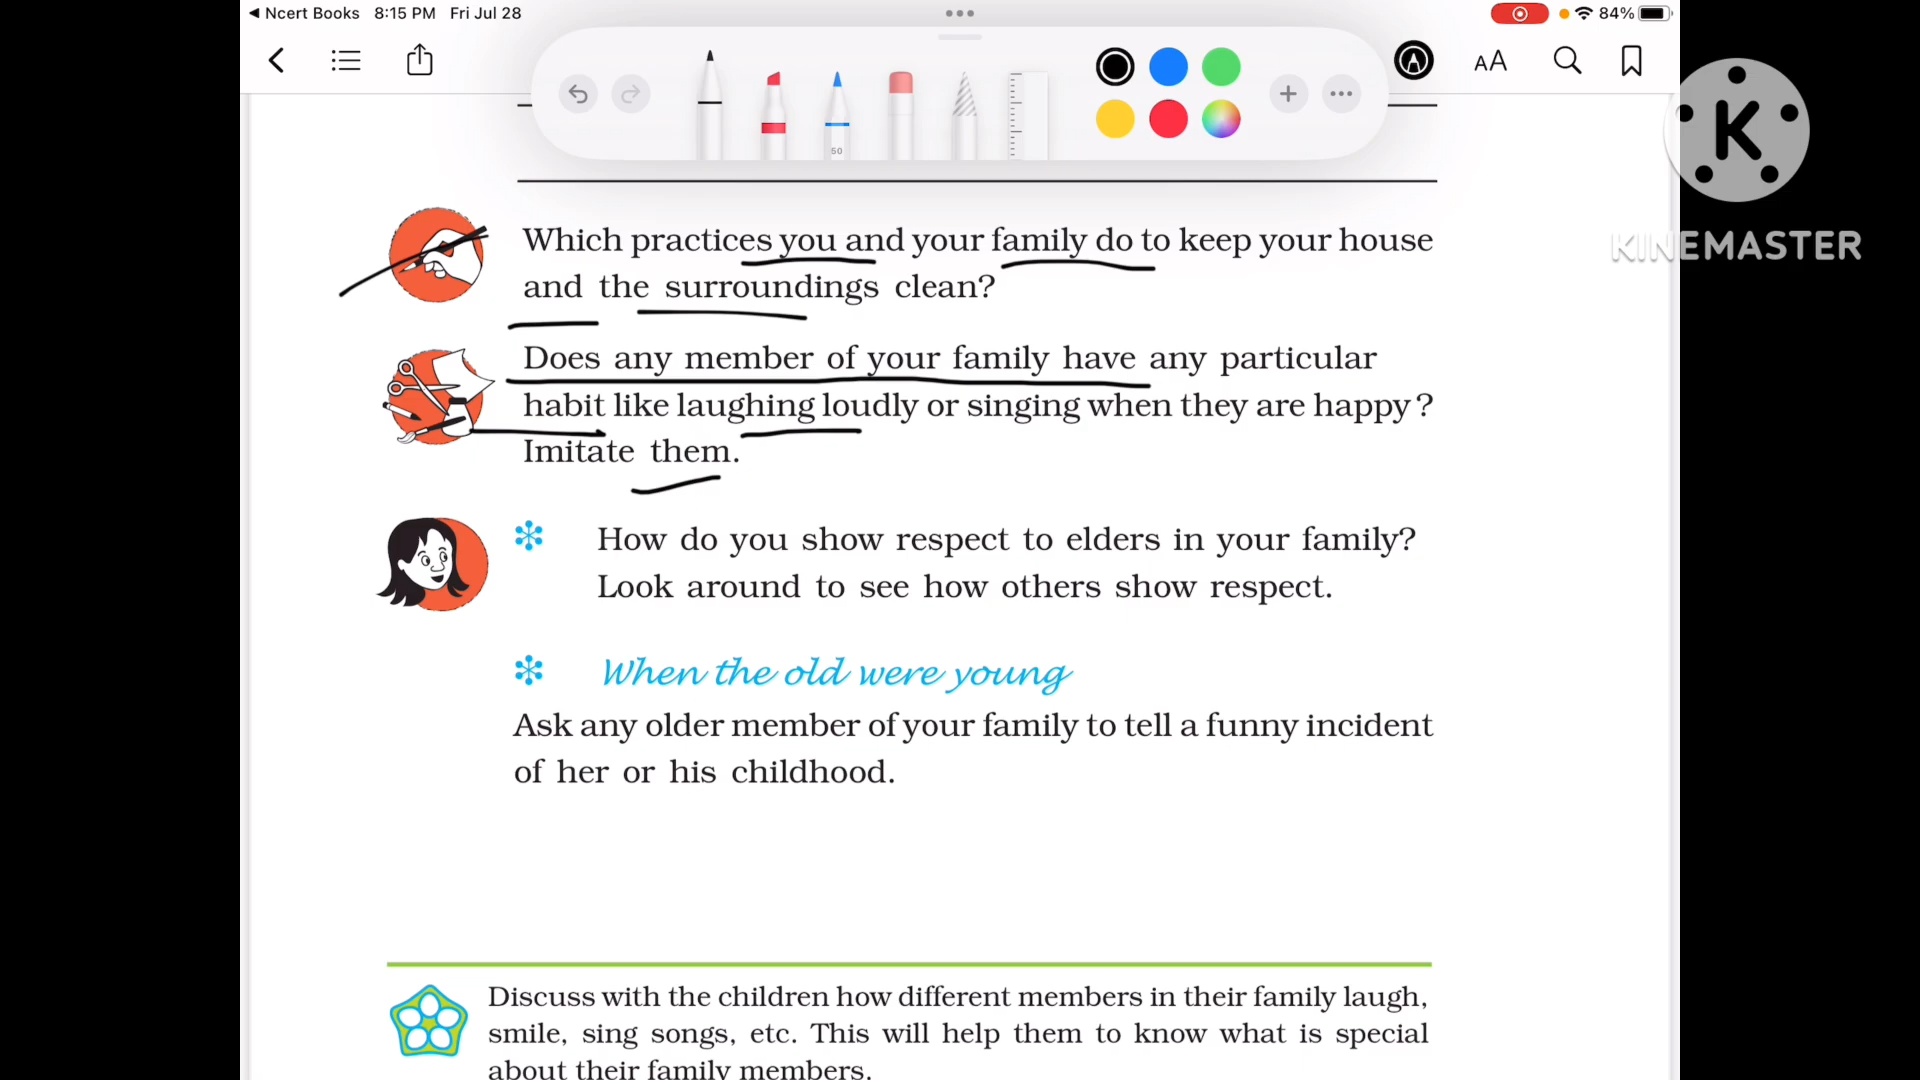 Ncert Books 8:15 PM Fri Jul 28
84%
AA
50
K
KINEMASTER
Which practices you and your family do to keep your house
and the surroundings clean?
Does any member of your family have any particular
habit like laughing loudly or singing when they are happy?
Imitate them.
How do you show respect to elders in your family?
Look around to see how others show respect.
When the old were young
Ask any older member of your family to tell a funny incident
of her or his childhood.
Discuss with the children how different members in their family laugh,
smile, sing songs, etc. This will help them to know what is special
about their family members.